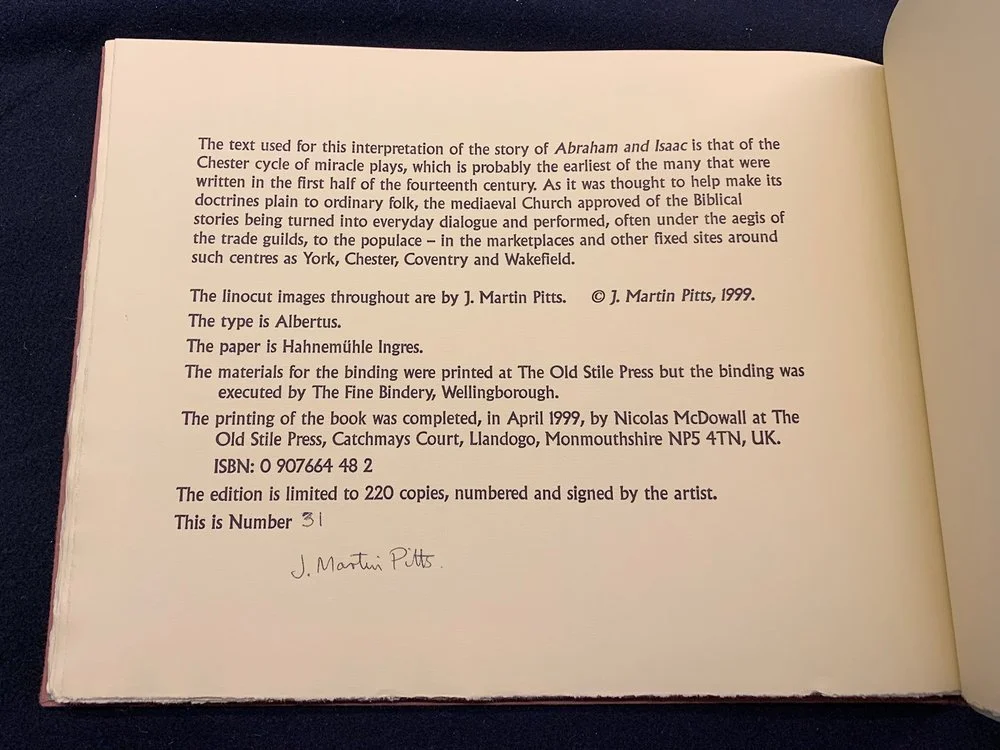 The text used for this interpretation of the story of Abraham and Isaac is that of the
Chester cycle of miracle plays, which is probably the earliest of the many that were
written in the first half of the fourteenth century. As it was thought to help make its
doctrines plain to ordinary folk, the mediaeval Church approved of the Biblical
stories being turned into everyday dialogue and performed, often under the aegis of
the trade guilds, to the populace – in the marketplaces and other fixed sites around
such centres as York, Chester, Coventry and Wakefield.
The linocut images throughout are by J. Martin Pitts. © J. Martin Pitts, 1999.
The type is Albertus.
The paper is Hahnemühle Ingres.
The materials for the binding were printed at The Old Stile Press but the binding was
executed by The Fine Bindery, Wellingborough.
The printing of the book was completed, in April 1999, by Nicolas McDowall at The
Old Stile Press, Catchmays Court, Llandogo, Monmouthshire NP5 4TN, UK.
ISBN: 0 907664 48 2
The edition is limited to 220 copies, numbered and signed by the artist.
This is Number 31
J. Martin Pitts.